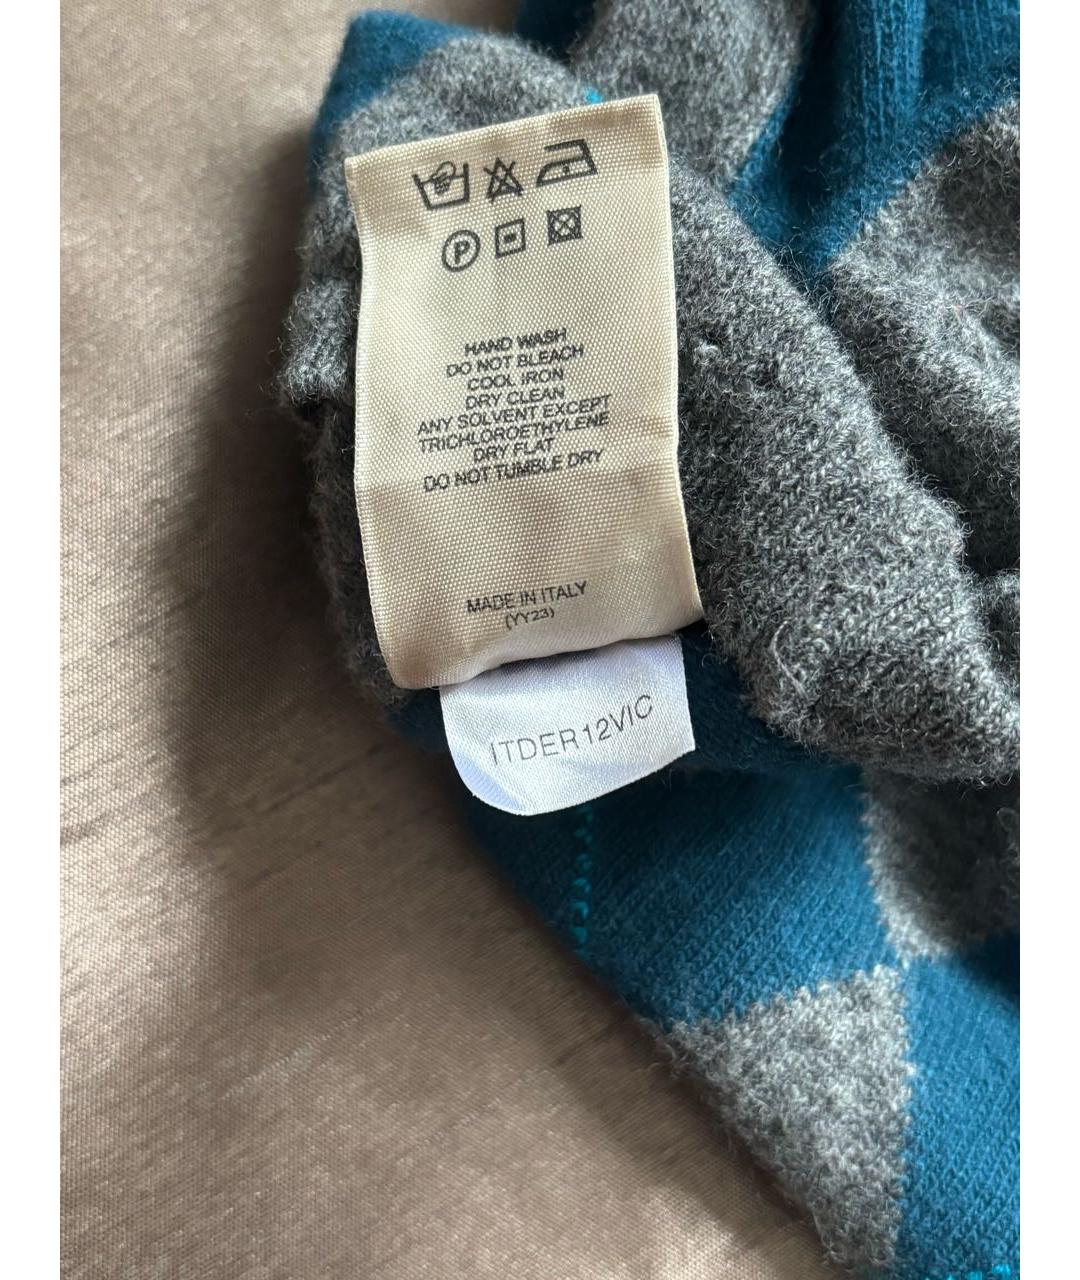 P
HAND WASH
DO NOT BLEACH
COOL IRON
DRY CLEAN
ANY SOLVENT EXCEPT
TRICHLOROETHYLENE
DRY FLAT
DO NOT TUMBLE DRY
MADE IN ITALY
(YY23)
ITDER12VIC